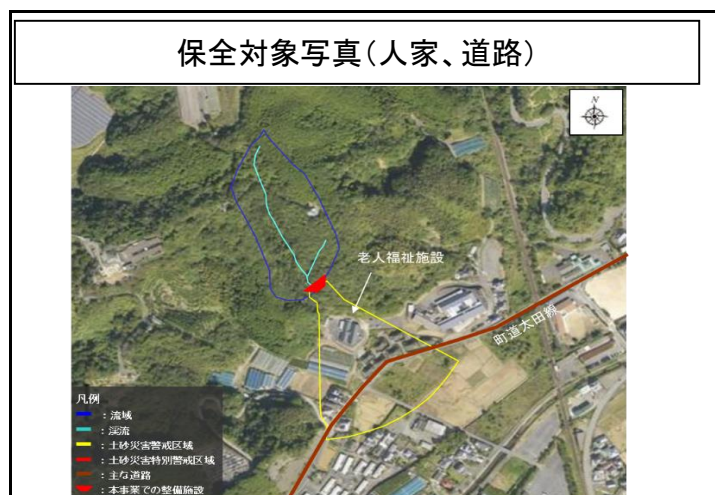 保全対象写真(人家、道路)
N
老人福祉施設
町道太田線
凡例
：流域
：渓流
：土砂災害警戒区域
：土砂災害特別警戒区域
：主な道路
：本事業での整備施設